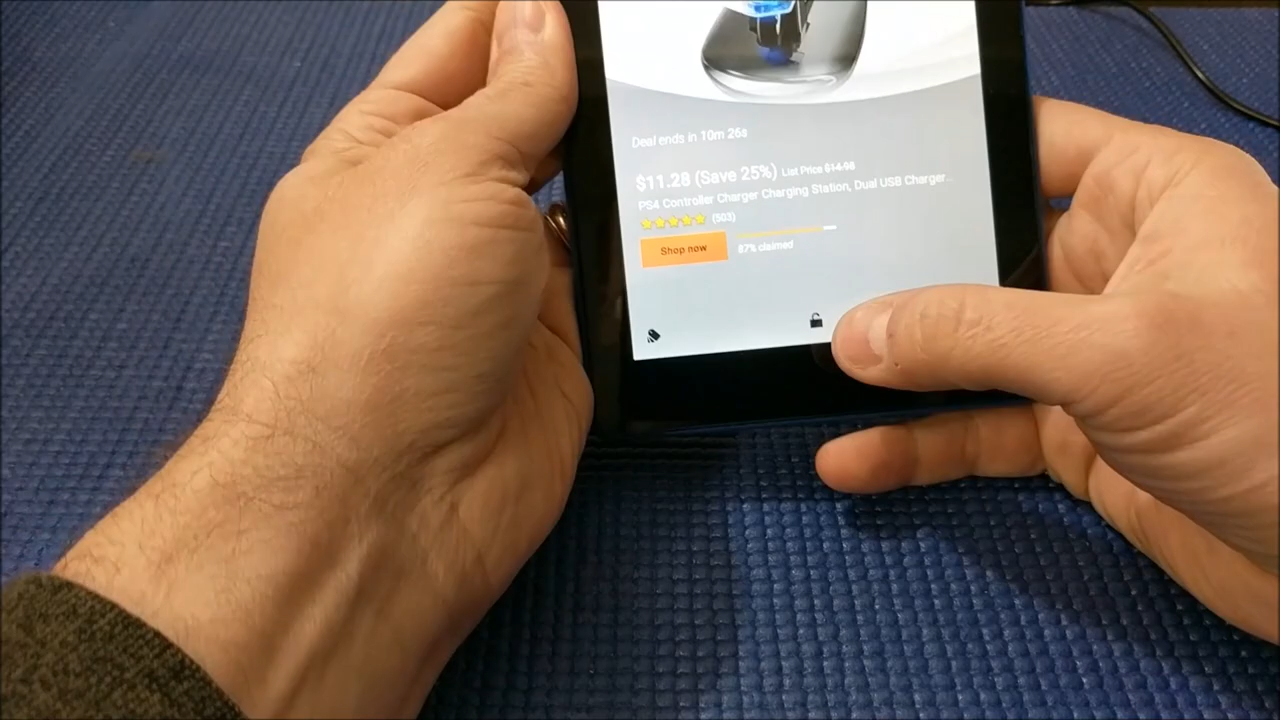 Deal ends in 10m 26s
$11.28 (Save 25%) List Price $14.98
PS4 Controller Charger Charging Station, Dual USB Charger...
(503)
Shop now
87% claimed